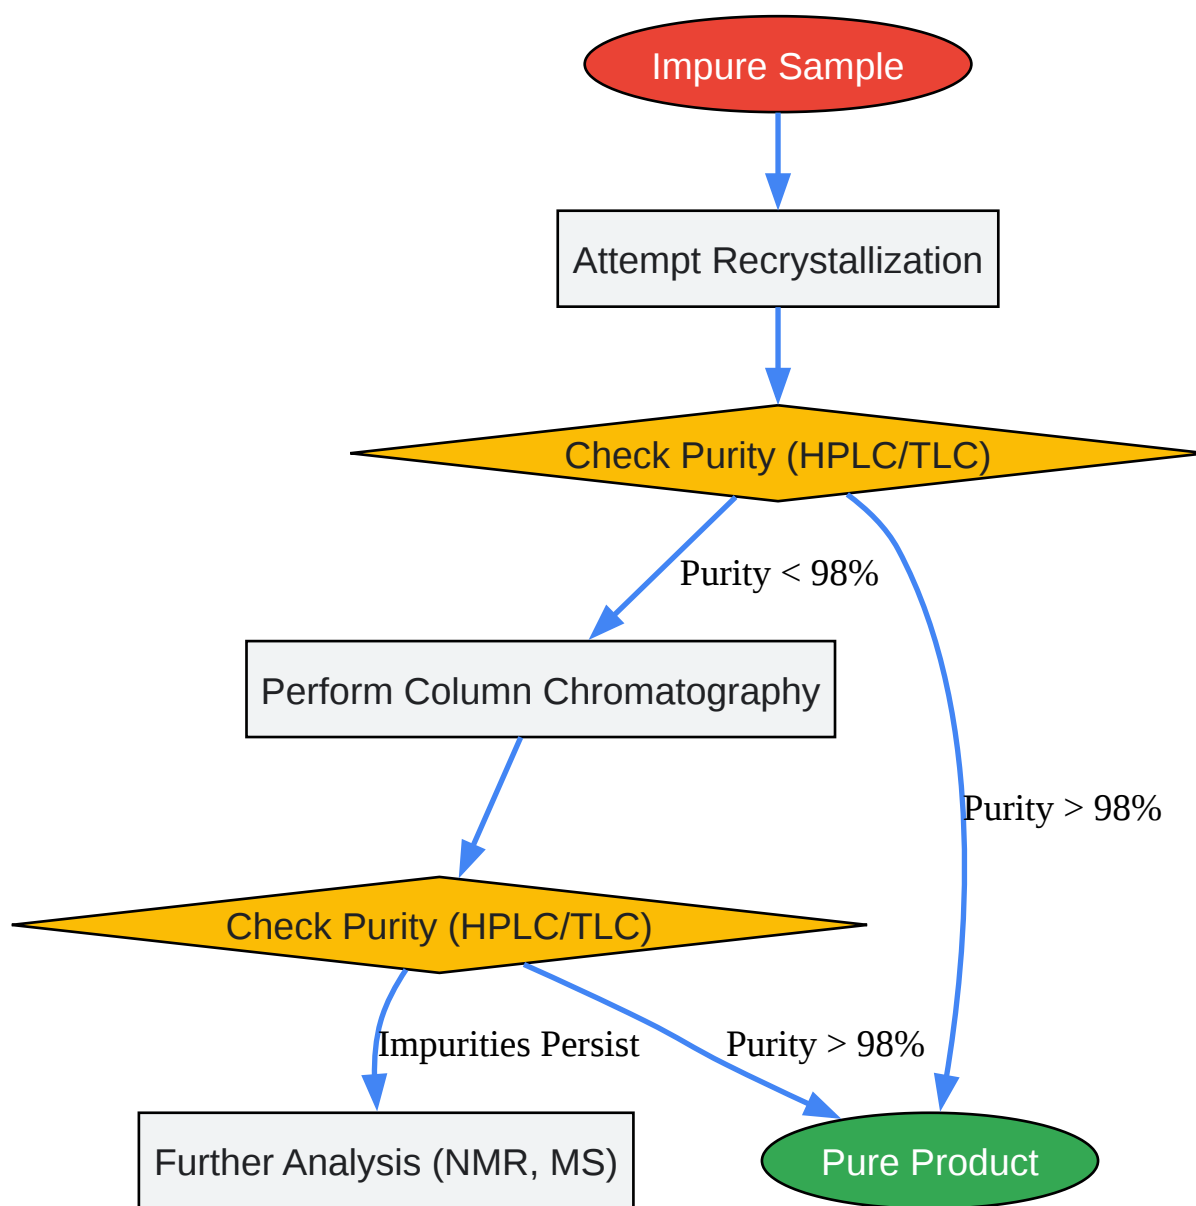 Impure Sample
Attempt Recrystallization
Check Purity (HPLC/TLC)
Purity < 98%
Perform Column Chromatography
Purity > 98%
Check Purity (HPLC/TLC)
Impurities Persist
Purity > 98%
Further Analysis (NMR, MS)
Pure Product